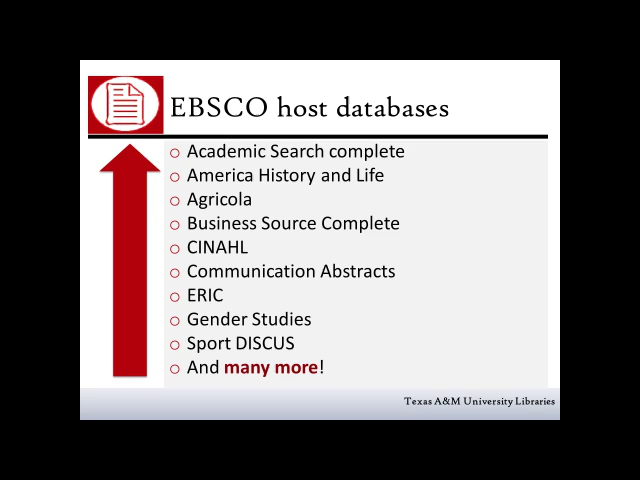 EBSCO host databases
Academic Search complete
America History and Life
Agricola
Business Source Complete
CINAHL
Communication Abstracts
ERIC
Gender Studies
Sport DISCUS
And many more!
Texas A&M University Libraries